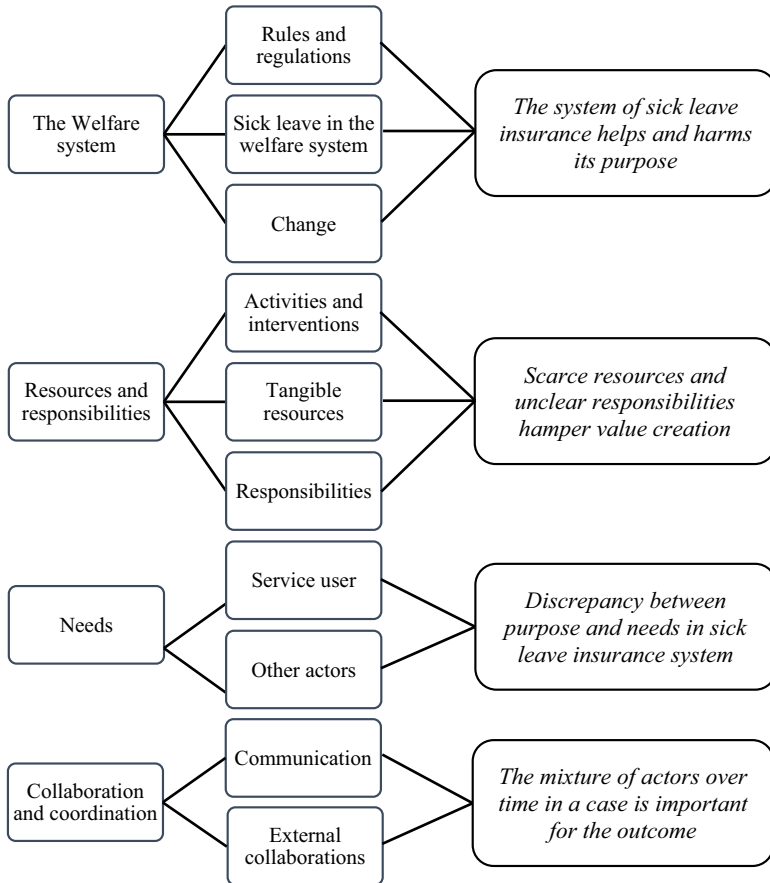 Rules and
regulations
The Welfare
system
Sick leave in the
welfare system
Change
The system of sick leave
insurance helps and harms
its purpose
Activities and
interventions
Resources and
responsibilities
Tangible
resources
Responsibilities
Scarce resources and
unclear responsibilities
hamper value creation
Service user
Needs
Other actors
Discrepancy between
purpose and needs in sick
leave insurance system
Communication
Collaboration
and coordination
External
collaborations
The mixture of actors over
time in a case is important
for the outcome